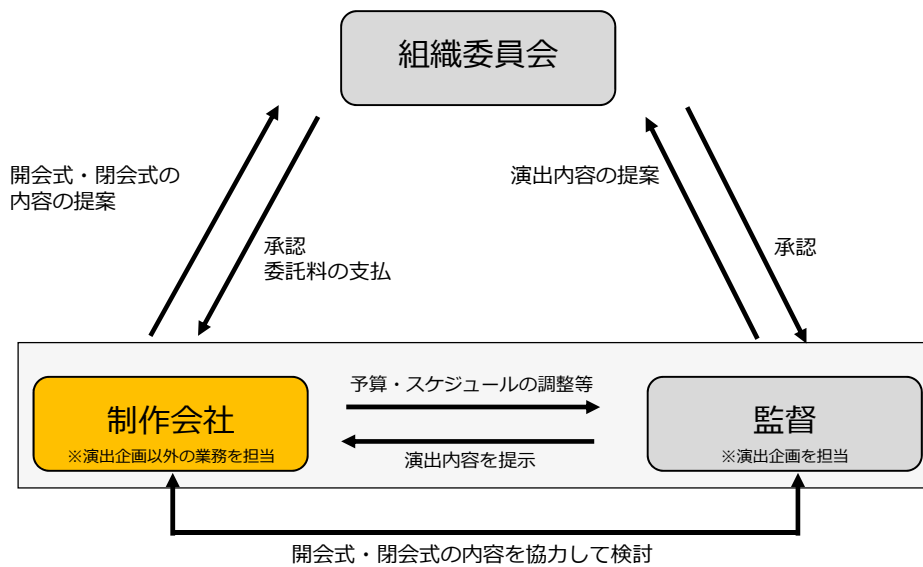 組織委員会
開会式・閉会式の
内容の提案
演出内容の提案
承認
委託料の支払
承認
予算・スケジュールの調整等
制作会社
※演出企画以外の業務を担当
監督
※演出企画を担当
演出内容を提示
開会式・閉会式の内容を協力して検討